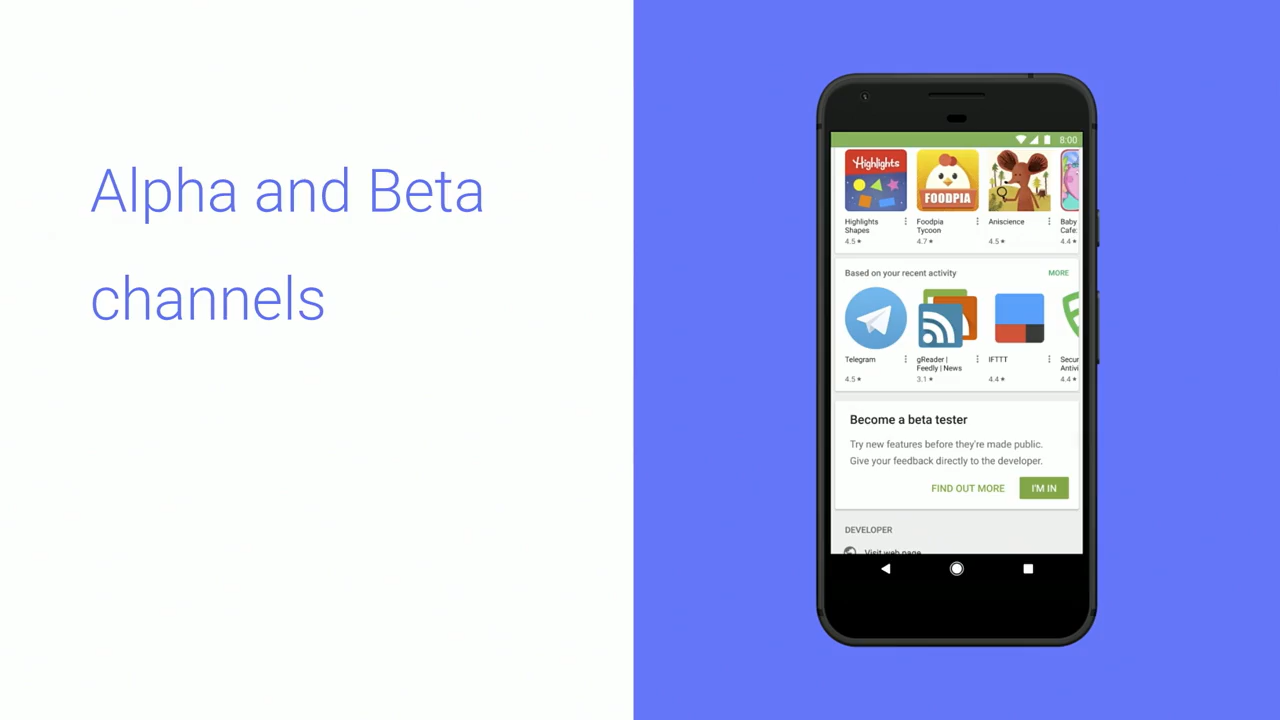 Alpha and Beta
channels
8:00
Highlights
FOODPIA
Highlights
Shapes
4.5
Foodpia
Tycoon
4.7
Aniscience
4.5
Baby
Cafe:
4.4
Based on your recent activity
MORE
Telegram
4.5
gReader |
Feedly | News
3.1
IFTTT
4.4
Secur
Antivi
4.4
Become a beta tester
Try new features before they're made public.
Give your feedback directly to the developer.
FIND OUT MORE
I'M IN
DEVELOPER
Visit web page